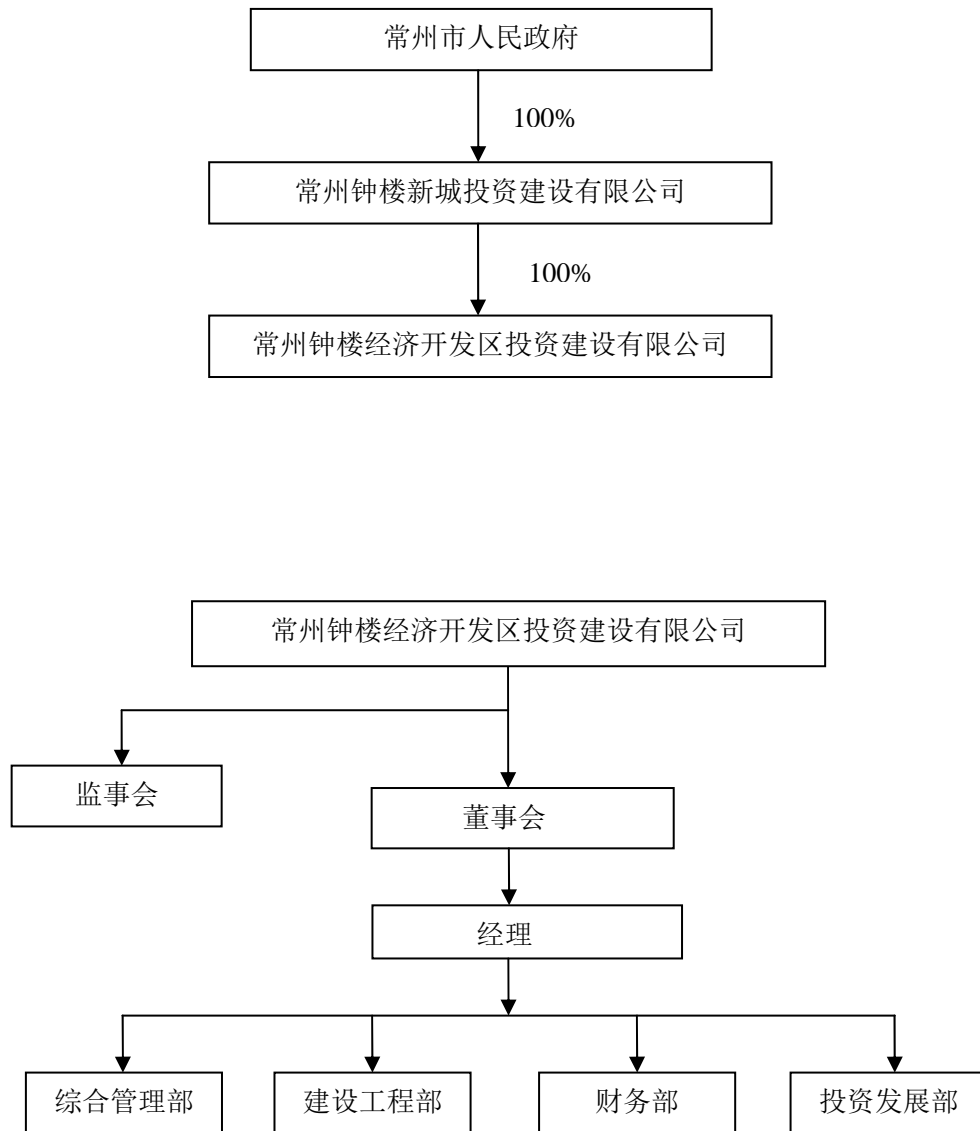 常州市人民政府
100%
常州钟楼新城投资建设有限公司
100%
常州钟楼经济开发区投资建设有限公司
常州钟楼经济开发区投资建设有限公司
监事会
董事会
经理
综合管理部
建设工程部
财务部
投资发展部